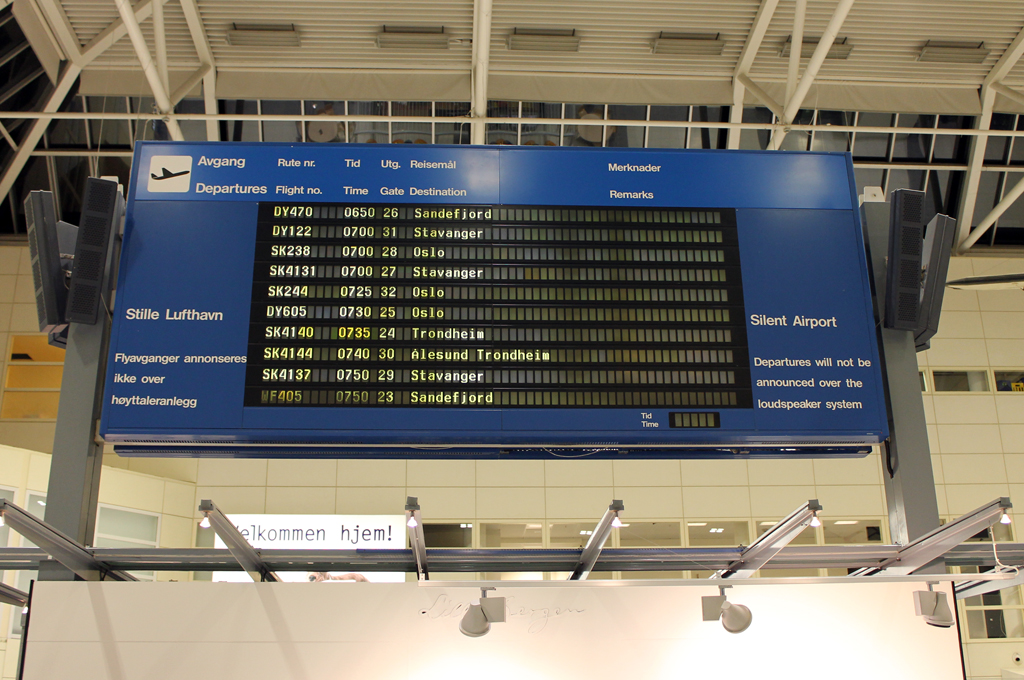 Avgang Rute nr. Tid Utg. Reisemål Merknader
Departures Flight no. Time Gate Destination Remarks
DY470 0650 26 Sandefjord
DY122 0700 31 Stavanger
SK238 0700 28 Oslo
SK4131 0700 27 Stavanger
SK244 0725 32 Oslo
DY605 0730 25 Oslo
SK4140 0735 24 Trondheim
SK4144 0740 30 Ålesund Trondheim
SK4137 0750 29 Stavanger
WF405 0750 23 Sandefjord
Stille Lufthavn
Flyavganger annonseres
ikke over
høyttaleranlegg
Silent Airport
Departures will not be
announced over the
loudspeaker system
Tid
Time
Velkommen hjem!